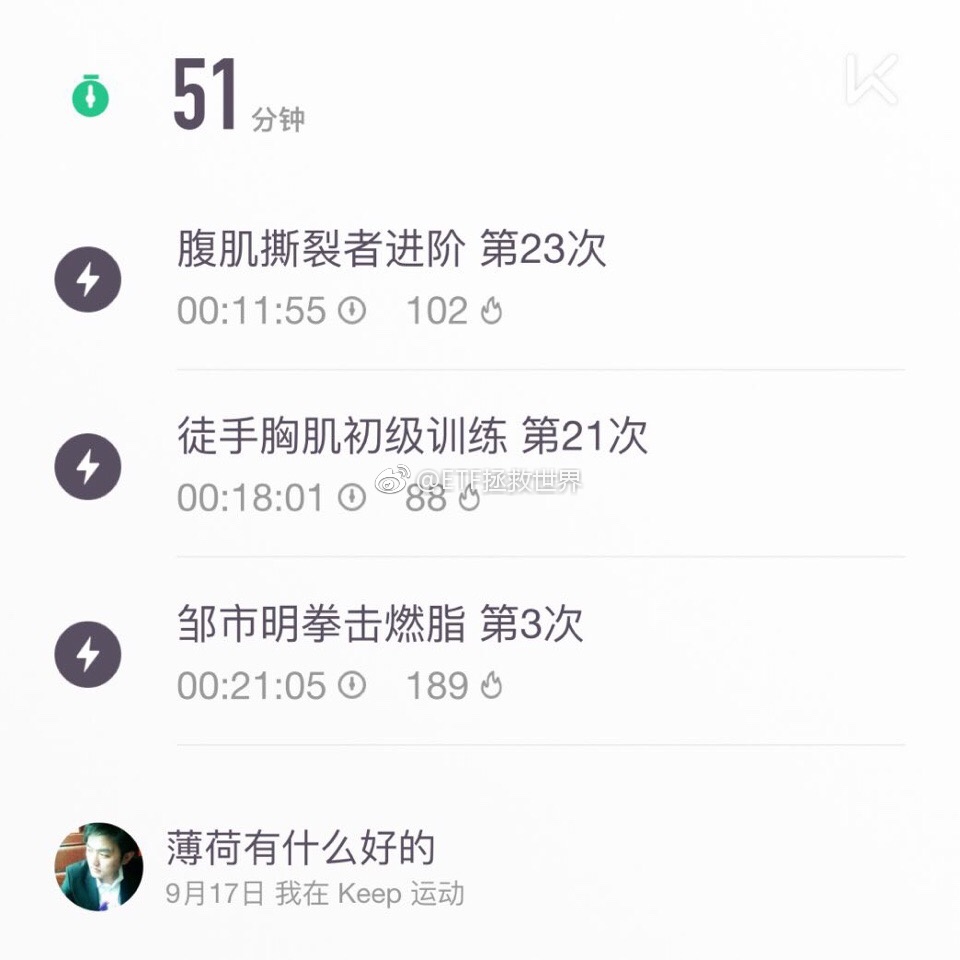 51 分钟
腹肌撕裂者进阶 第23次
00:11:55 102
徒手胸肌初级训练 第21次
@ETF拯救世界
00:18:01 88
邹市明拳击燃脂 第3次
00:21:05 189
薄荷有什么好的
9月17日 我在 Keep 运动